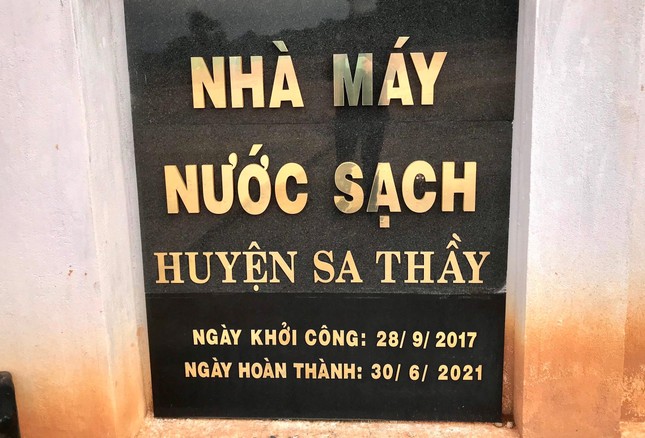 NHÀ MÁY
NƯỚC SẠCH
HUYỆN SA THẦY
NGÀY KHỞI CÔNG: 28/ 9/ 2017
NGÀY HOÀN THÀNH: 30/ 6/ 2021